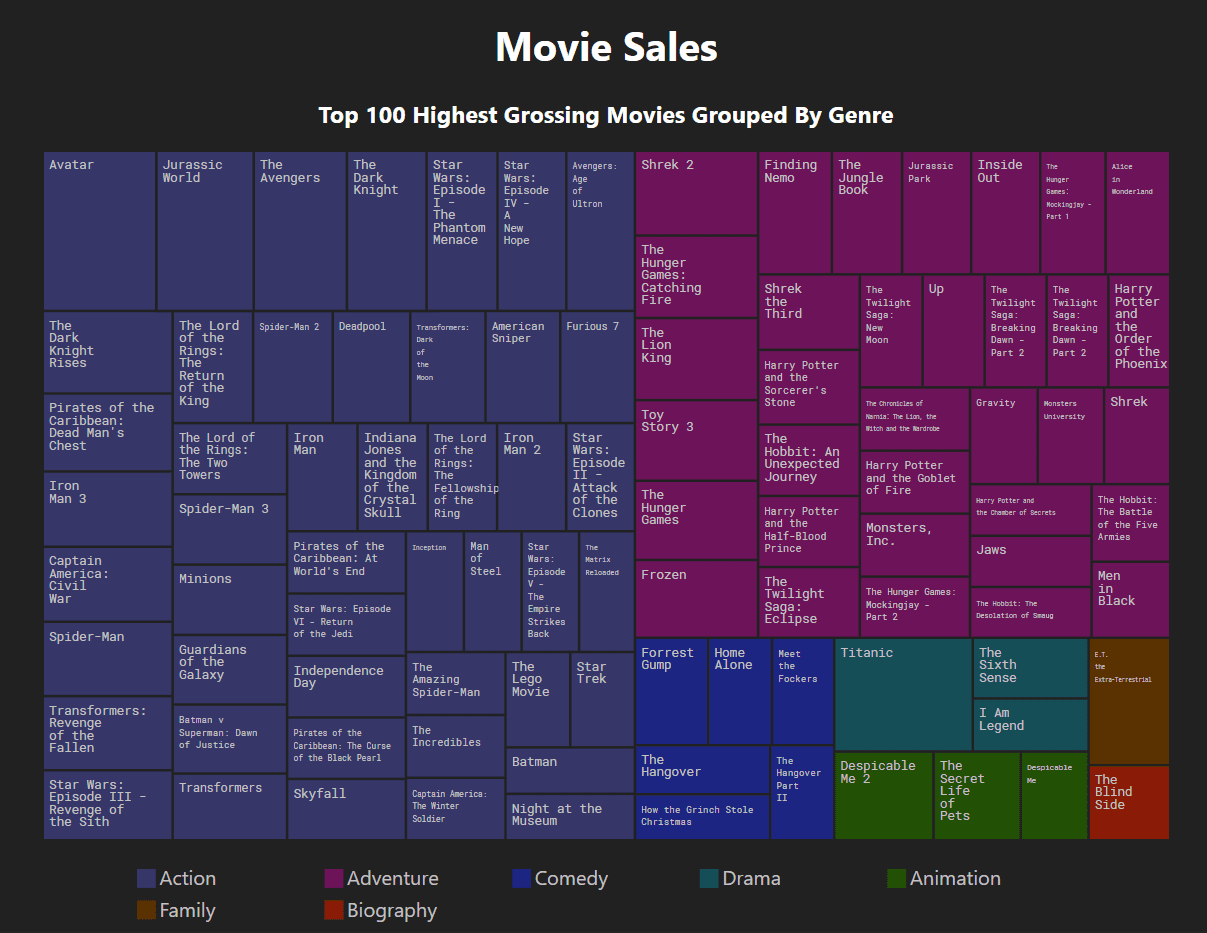 Movie Sales
Top 100 Highest Grossing Movies Grouped By Genre
Avatar
Jurassic
World
The
Avengers
The
Dark
Knight
Star
Wars:
Episode
I -
The
Phantom
Menace
Star
Wars:
Episode
IV -
A
New
Hope
Avengers:
Age
of
Ultron
The
Dark
Knight
Rises
Pirates of the
Caribbean:
Dead Man's
Chest
Iron
Man 3
Captain
America:
Civil
War
Spider-Man
Transformers:
Revenge
of the
Fallen
Star Wars:
Episode III -
Revenge of
the Sith
The Lord
of the
Rings:
The
Return
of the
King
Spider-Man 2
Deadpool
Transformers:
Dark
of
the
Moon
American
Sniper
Furious 7
The Lord of
the Rings:
The Two
Towers
Spider-Man 3
Minions
Guardians
of the
Galaxy
Batman v
Superman: Dawn
of Justice
Transformers
Iron
Man
Indiana
Jones
and the
Kingdom
of the
Crystal
Skull
The Lord
of the
Rings:
The
Fellowship
of the
Ring
Iron
Man 2
Star
Wars:
Episode
II -
Attack
of the
Clones
Pirates of the
Caribbean: At
World's End
Star Wars: Episode
VI - Return
of the Jedi
Independence
Day
Pirates of the
Caribbean: The Curse
of the Black Pearl
Skyfall
Inception
Man
of
Steel
Star
Wars:
Episode
V -
The
Empire
Strikes
Back
The
Matrix
Reloaded
The
Amazing
Spider-Man
The
Incredibles
Captain America:
The Winter
Soldier
The
Lego
Movie
Star
Trek
Batman
Night at the
Museum
Shrek 2
The
Hunger
Games:
Catching
Fire
The
Lion
King
Toy
Story 3
The
Hunger
Games
Frozen
Finding
Nemo
The
Jungle
Book
Jurassic
Park
Inside
Out
The
Hunger
Games:
Mockingjay -
Part 1
Alice
in
Wonderland
Shrek
the
Third
Harry Potter
and the
Sorcerer's
Stone
The
Hobbit: An
Unexpected
Journey
Harry Potter
and the
Half-Blood
Prince
The
Twilight
Saga:
Eclipse
The
Twilight
Saga:
New
Moon
Up
The
Twilight
Saga:
Breaking
Dawn -
Part 2
The
Twilight
Saga:
Breaking
Dawn -
Part 2
Harry
Potter
and
the
Order
of the
Phoenix
The Chronicles of
Narnia: The Lion, the
Witch and the Wardrobe
Harry Potter
and the Goblet
of Fire
Monsters,
Inc.
The Hunger Games:
Mockingjay -
Part 2
Gravity
Monsters
University
Shrek
Harry Potter and
the Chamber of Secrets
Jaws
The Hobbit: The
Desolation of Smaug
The Hobbit:
The Battle
of the Five
Armies
Men
in
Black
Forrest
Gump
Home
Alone
Meet
the
Fockers
The
Hangover
How the Grinch Stole
Christmas
The
Hangover
Part
II
Titanic
The
Sixth
Sense
I Am
Legend
Despicable
Me 2
The
Secret
Life
of
Pets
Despicable
Me
E.T.
the
Extra-Terrestrial
The
Blind
Side
Action
Adventure
Comedy
Drama
Animation
Family
Biography